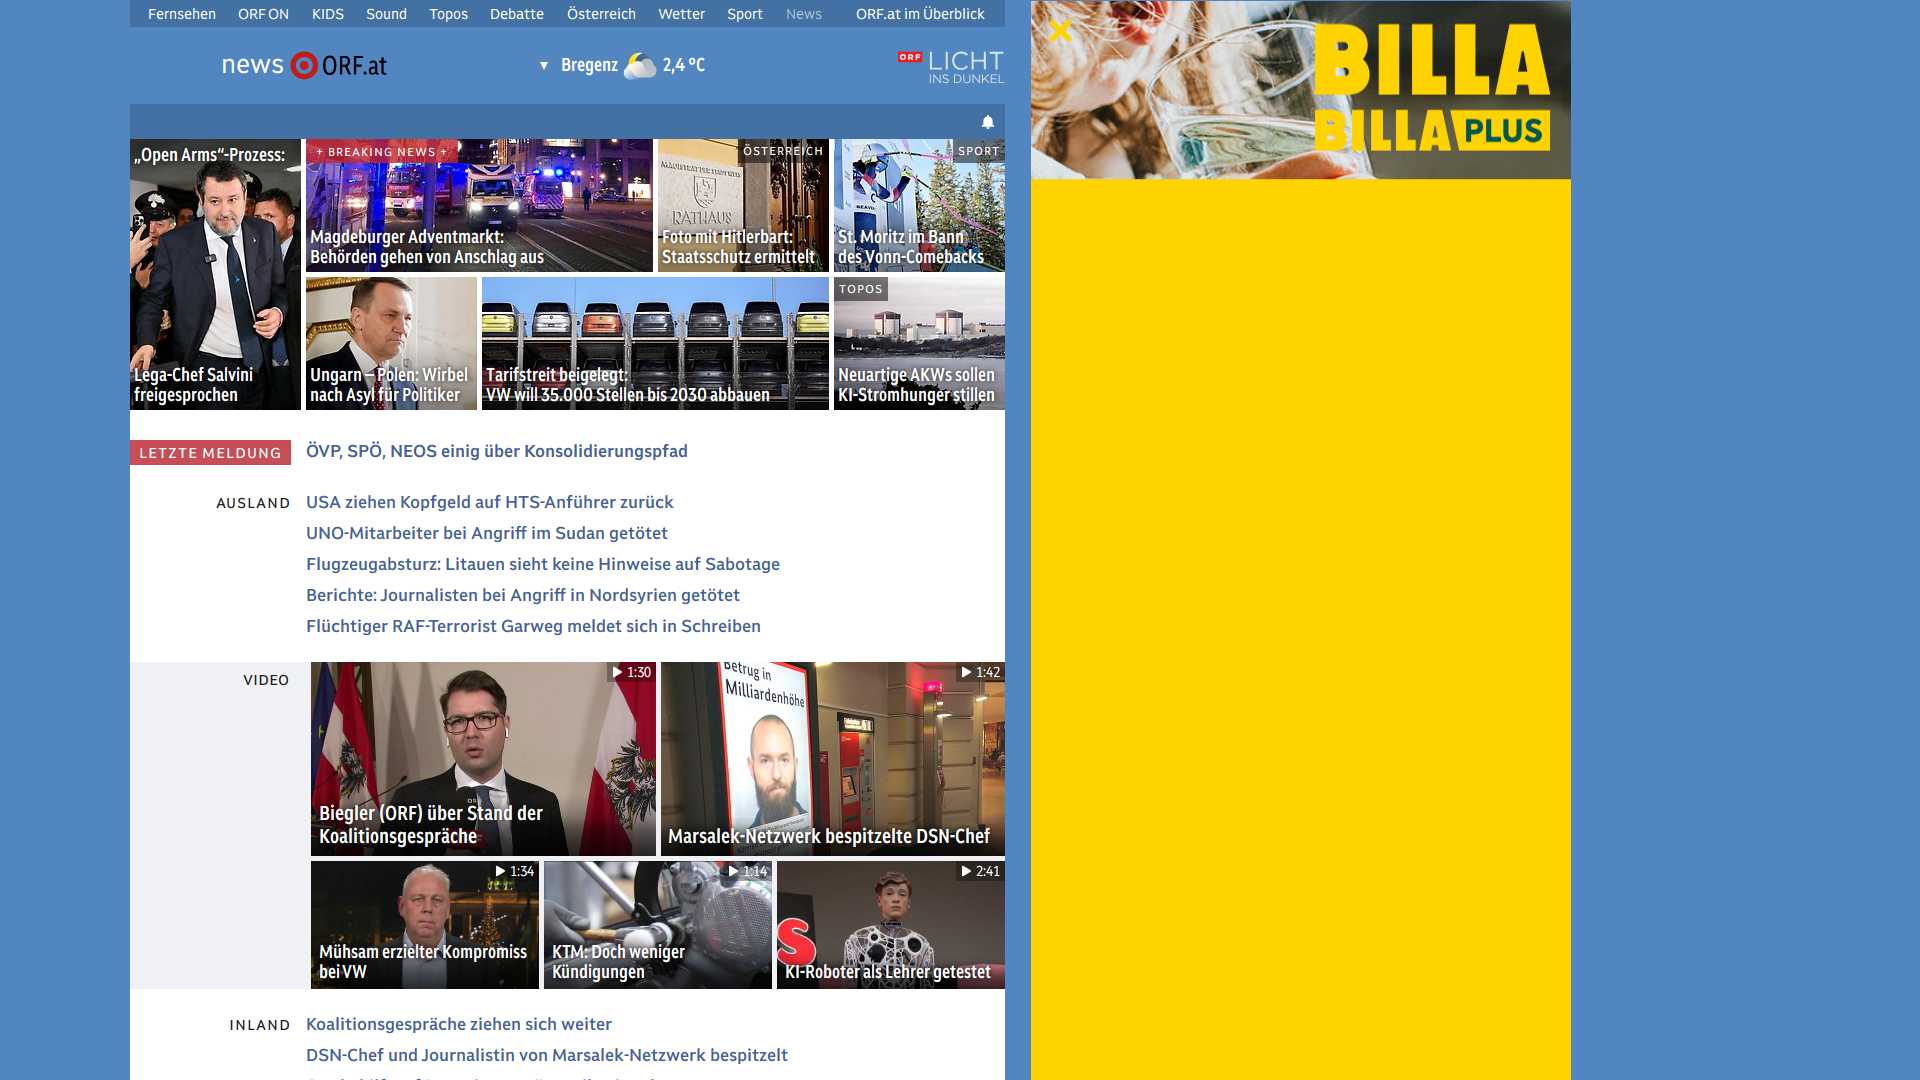 Fernsehen ORF ON KIDS Sound Topos Debatte Österreich Wetter Sport News ORF.at im Überblick
news ORF.at
Bregenz 2,4 °C
ORF LICHT
INS DUNKEL
„Open Arms“-Prozess:
Lega-Chef Salvini
freigesprochen
+ BREAKING NEWS +
Magdeburger Adventmarkt:
Behörden gehen von Anschlag aus
ÖSTERREICH
MAGISTRAT DER STADT WELS
RATHAUS
Foto mit Hitlerbart:
Staatsschutz ermittelt
SPORT
St. Moritz im Bann
des Vonn-Comebacks
Ungarn – Polen: Wirbel
nach Asyl für Politiker
Tarifstreit beigelegt:
VW will 35.000 Stellen bis 2030 abbauen
TOPOS
Neuartige AKWs sollen
KI-Stromhunger stillen
LETZTE MELDUNG
ÖVP, SPÖ, NEOS einig über Konsolidierungspfad
AUSLAND
USA ziehen Kopfgeld auf HTS-Anführer zurück
UNO-Mitarbeiter bei Angriff im Sudan getötet
Flugzeugabsturz: Litauen sieht keine Hinweise auf Sabotage
Berichte: Journalisten bei Angriff in Nordsyrien getötet
Flüchtiger RAF-Terrorist Garweg meldet sich in Schreiben
VIDEO
1:30
Biegler (ORF) über Stand der
Koalitionsgespräche
1:42
Betrug in
Milliardenhöhe
Marsalek-Netzwerk bespitzelte DSN-Chef
1:34
Mühsam erzielter Kompromiss
bei VW
1:14
KTM: Doch weniger
Kündigungen
2:41
S
KI-Roboter als Lehrer getestet
INLAND
Koalitionsgespräche ziehen sich weiter
DSN-Chef und Journalistin von Marsalek-Netzwerk bespitzelt
BILLA
BILLA PLUS